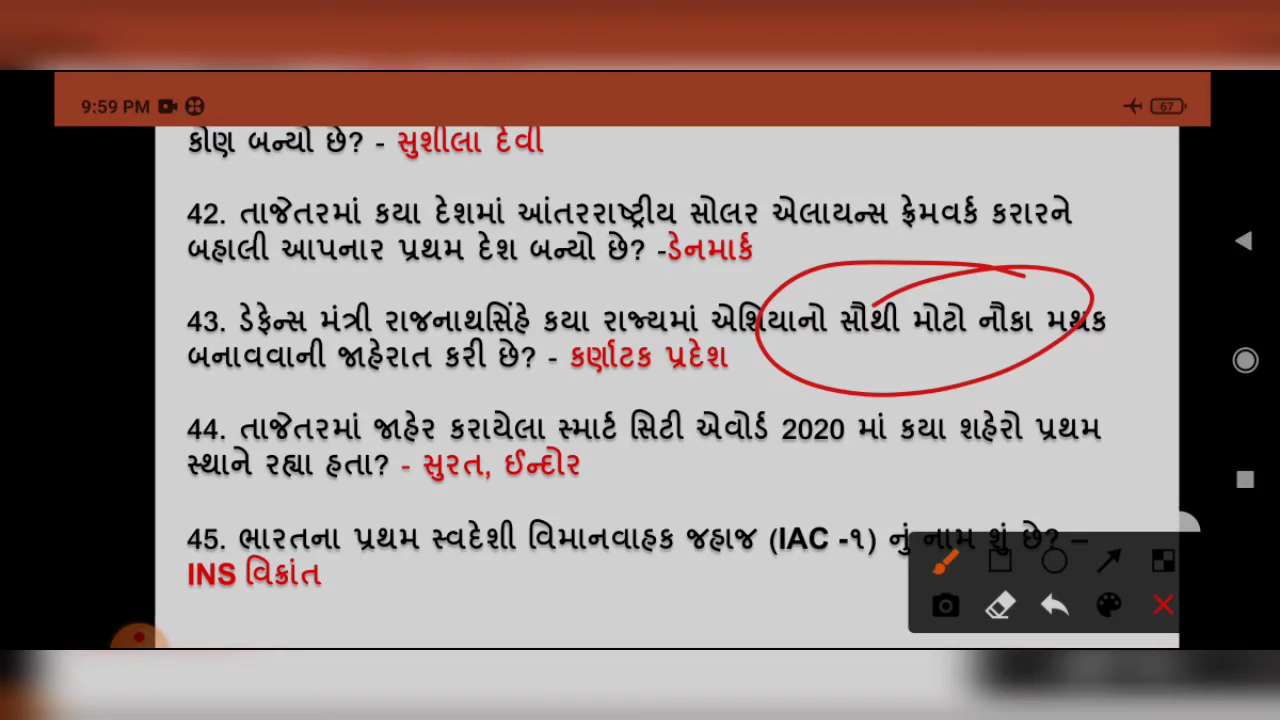 9:59 PM
67
કોણ બન્યો છે? - સુશીલા દેવી
42. તાજેતરમાં કયા દેશમાં આંતરરાષ્ટ્રીય સોલર એલાયન્સ ફ્રેમવર્ક કરારને
બહાલી આપનાર પ્રથમ દેશ બન્યો છે? -ડેનમાર્ક
43. ડેફેન્સ મંત્રી રાજનાથસિંહે કયા રાજ્યમાં એશિયાનો સૌથી મોટો નૌકા મથક
બનાવવાની જાહેરાત કરી છે? - કર્ણાટક પ્રદેશ
44. તાજેતરમાં જાહેર કરાયેલા સ્માર્ટ સિટી એવોર્ડ 2020 માં કયા શહેરો પ્રથમ
સ્થાને રહ્યા હતા? - સુરત, ઈન્દોર
45. ભારતના પ્રથમ સ્વદેશી વિમાનવાહક જહાજ (IAC -૧) નું નામ શું છે? –
INS વિક્રાંત